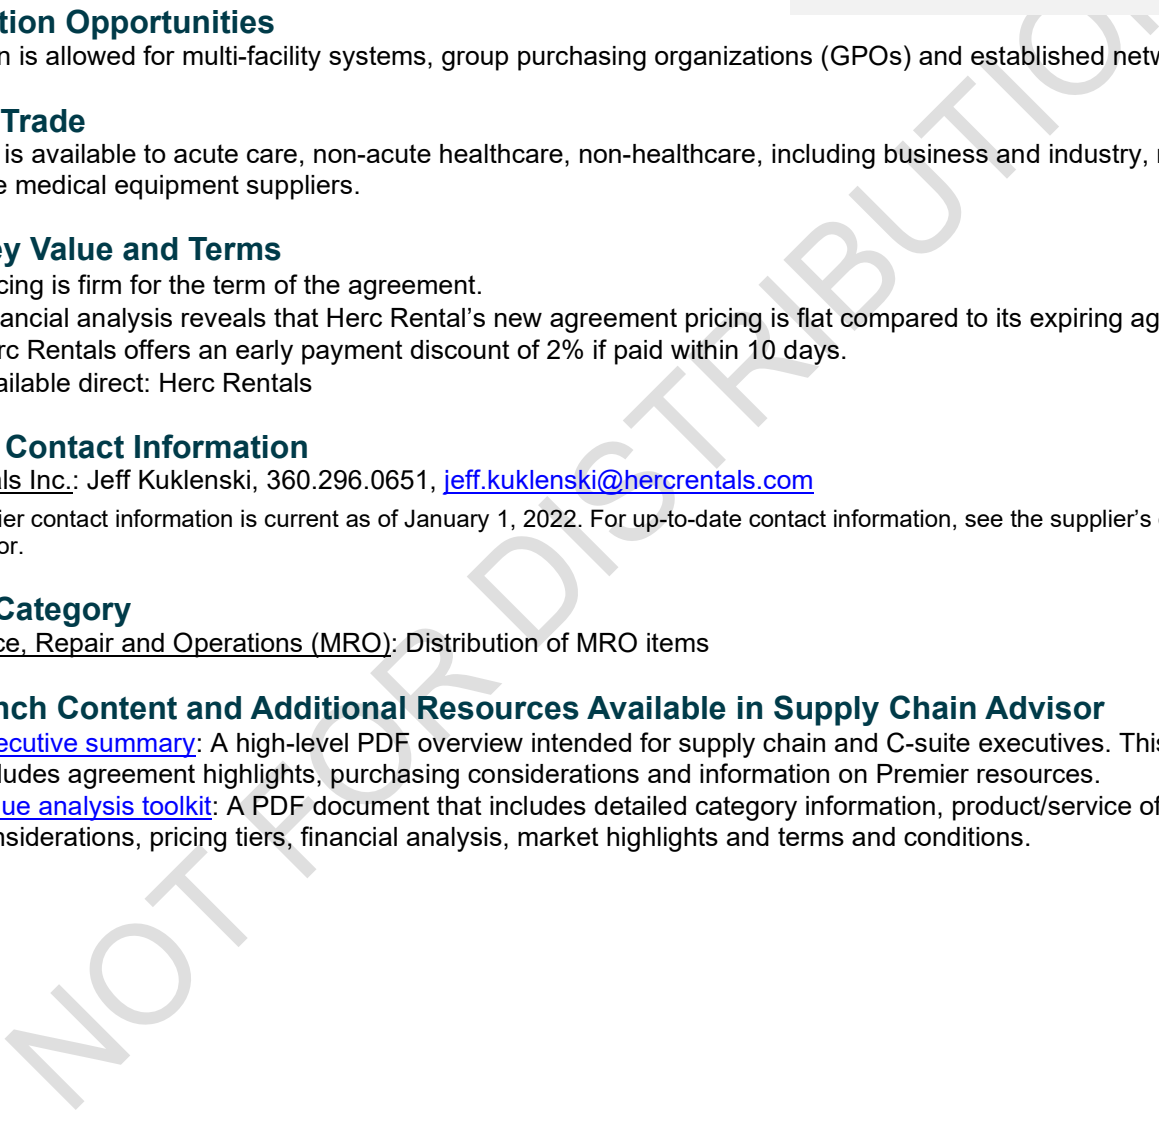 tion Opportunities
n is allowed for multi-facility systems, group purchasing organizations (GPOs) and established netw
Trade
is available to acute care, non-acute healthcare, non-healthcare, including business and industry, r
e medical equipment suppliers.
ey Value and Terms
cing is firm for the term of the agreement.
ancial analysis reveals that Herc Rental’s new agreement pricing is flat compared to its expiring ag
rc Rentals offers an early payment discount of 2% if paid within 10 days.
ailable direct: Herc Rentals
Contact Information
ls Inc.: Jeff Kuklenski, 360.296.0651, jeff.kuklenski@hercrentals.com
ier contact information is current as of January 1, 2022. For up-to-date contact information, see the supplier’s
or.
Category
ce, Repair and Operations (MRO): Distribution of MRO items
nch Content and Additional Resources Available in Supply Chain Advisor
ecutive summary: A high-level PDF overview intended for supply chain and C-suite executives. This
ludes agreement highlights, purchasing considerations and information on Premier resources.
ue analysis toolkit: A PDF document that includes detailed category information, product/service of
nsiderations, pricing tiers, financial analysis, market highlights and terms and conditions.
NOT FOR DISTRIBUTION